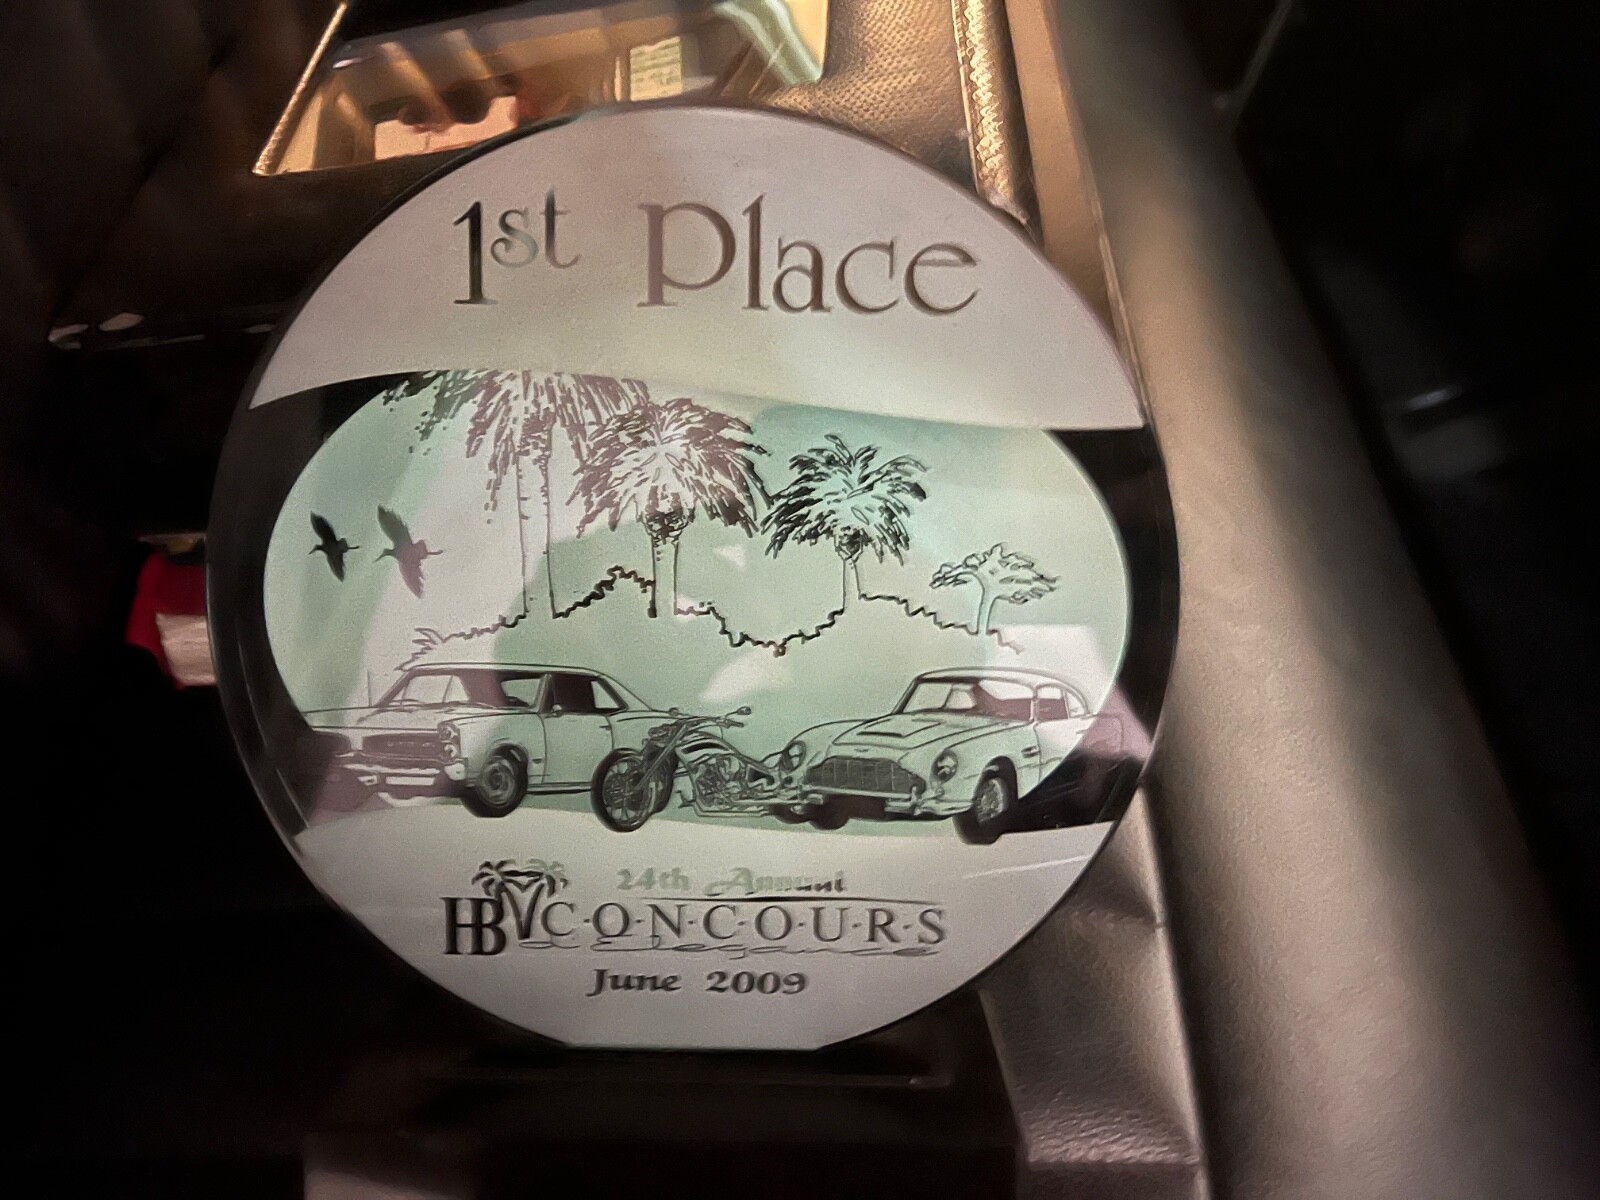 1st Place
24th Annual
HB CONCOURS
d'Elegance
June 2009